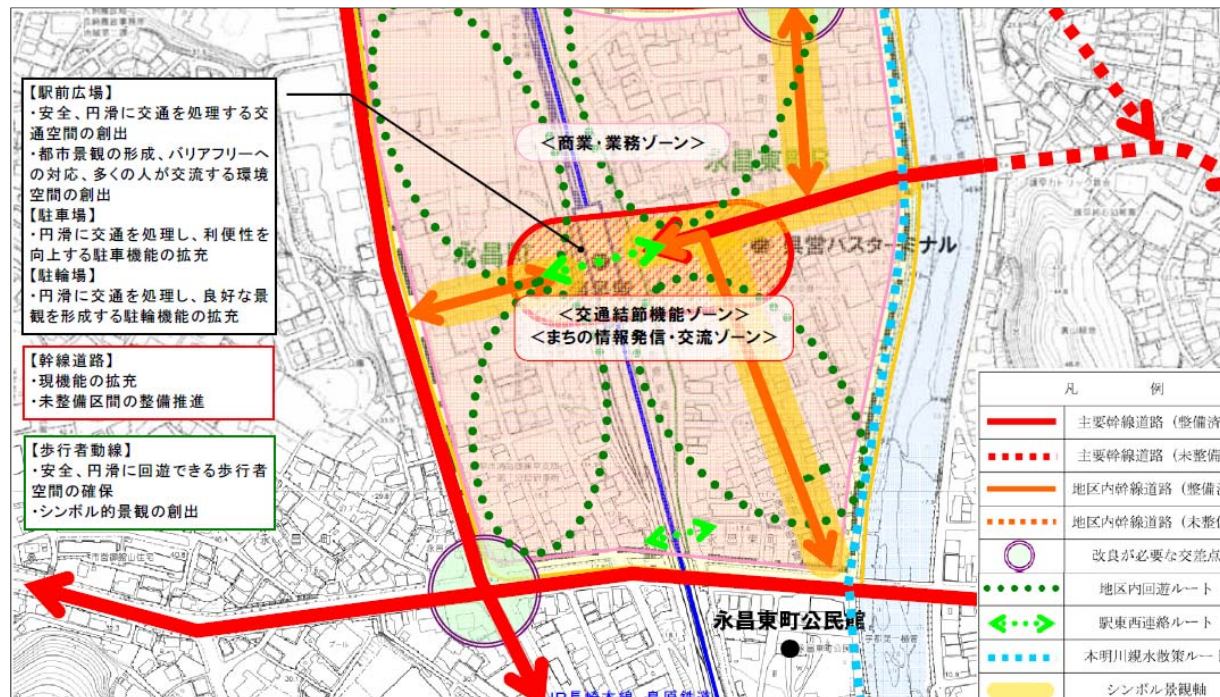 【駅前広場】
・安全、円滑に交通を処理する交
通空間の創出
・都市景観の形成、バリアフリーへ
の対応、多くの人が交流する環境
空間の創出
【駐車場】
・円滑に交通を処理し、利便性を
向上する駐車機能の拡充
【駐輪場】
・円滑に交通を処理し、良好な景
観を形成する駐輪機能の拡充
【幹線道路】
・現機能の拡充
・未整備区間の整備推進
【歩行者動線】
・安全、円滑に回遊できる歩行者
空間の確保
・シンボル的景観の創出
<商業・業務ゾーン>
永昌東町
県営バスターミナル
永昌
<交通結節機能ゾーン>
<まちの情報発信・交流ゾーン>
永昌東町公民館
JR長崎本線・島原鉄道
凡 例
主要幹線道路（整備済
主要幹線道路（未整備
地区内幹線道路（整備
地区内幹線道路（未整
改良が必要な交差点
地区内回遊ルート
駅東西連絡ルート
本明川親水散策ルー
シンボル景観軸